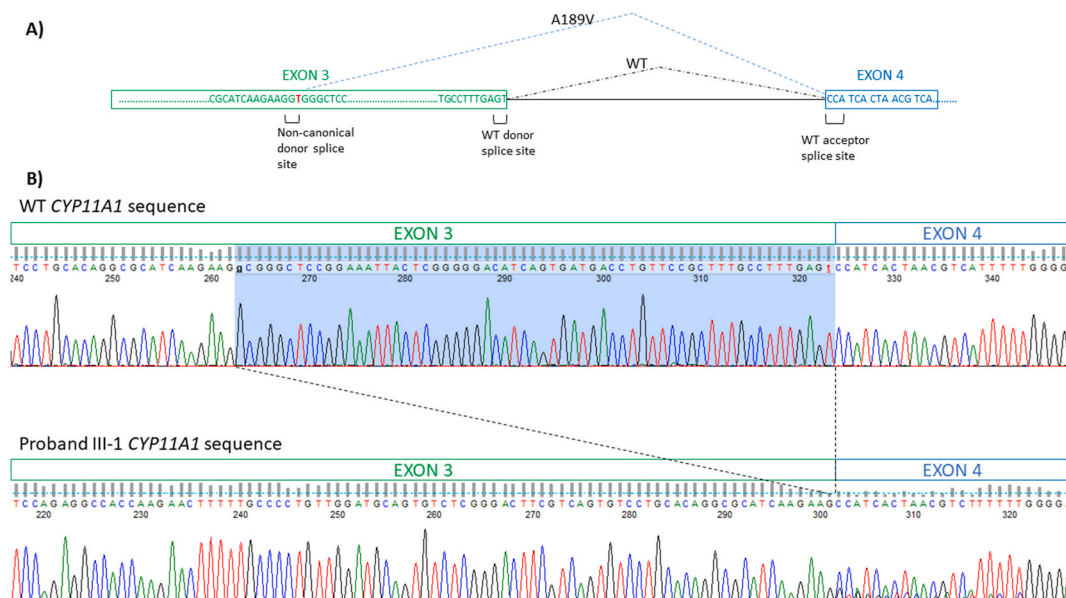 A)
A189V
WT
EXON 3
EXON 4
..............................CGCATCAAGAAGGTGGGCTCC...............................TGCCTTTGAGT
CCA TCA CTA ACG TCA..........
Non-canonical
donor splice
site
WT donor
splice site
WT acceptor
splice site
B)
WT CYP11A1 sequence
EXON 3
EXON 4
TCCTGCACAGGCGCATCAAGAAGgCGGGCTCCGGAAATTACTCGGGGGACATCAGTGATGACCTGTTCCGCTTTGCCTTTGAGtCCATCACTAACGTCATTTTTGGGG
240 250 260 270 280 290 300 310 320 330 340
Proband III-1 CYP11A1 sequence
EXON 3
EXON 4
TCCAGAGGCCACCAAGAACTTTTTGCCCCTGTTGGATGCAGTGTCTCGGGACTTCGTCAGTGTCCTGCACAGGCGCATCAAGAAGCCATCACTAACGTCTTTTTTGGGGA
220 230 240 250 260 270 280 290 300 310 320